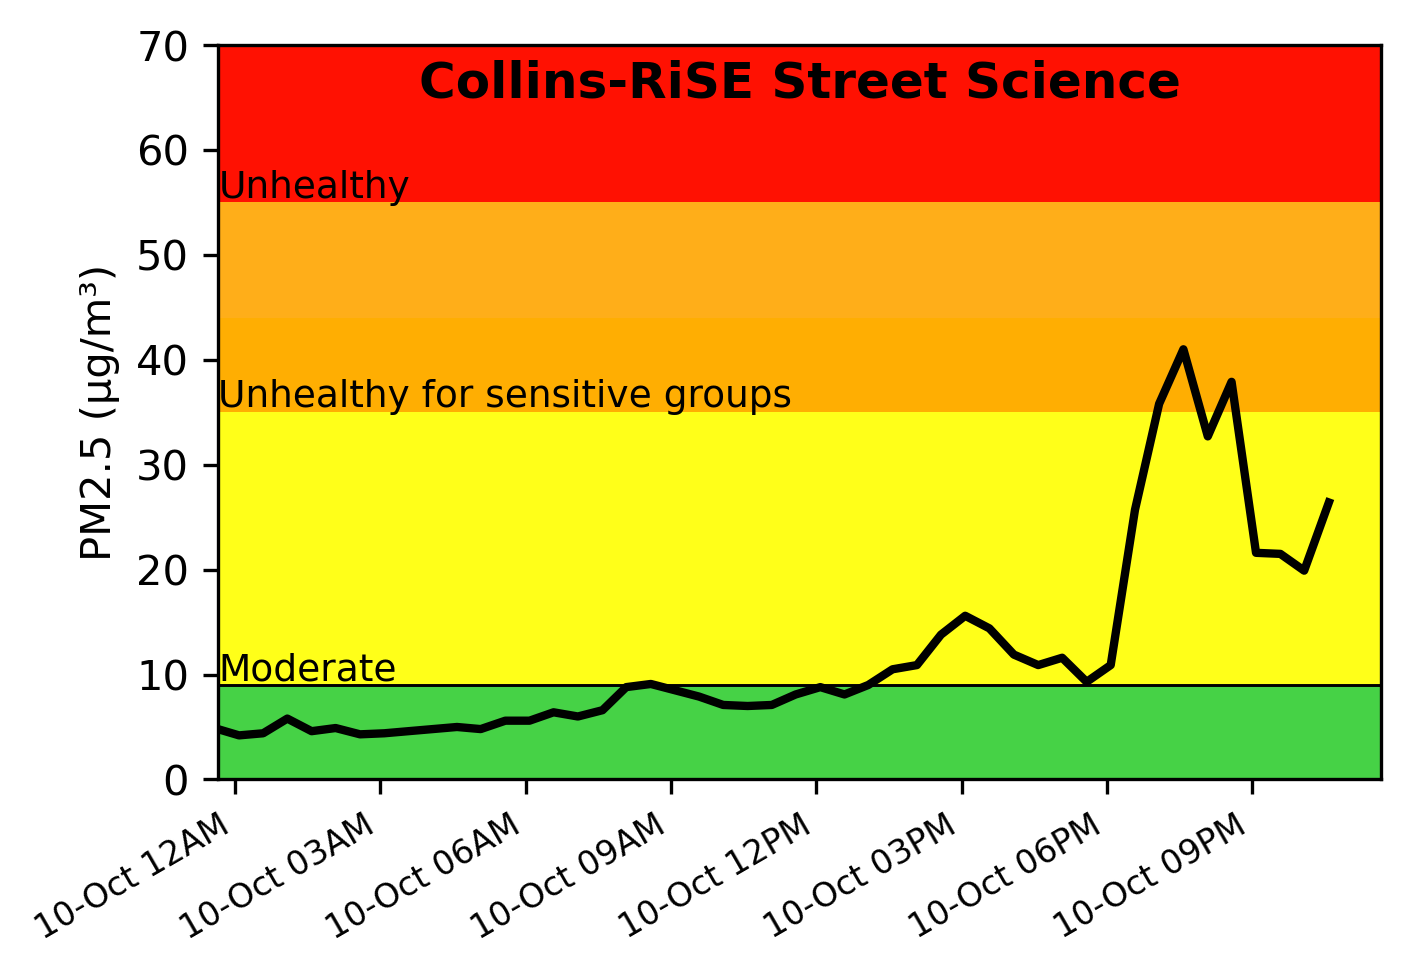 Collins-RiSE Street Science
70
60
50
40
30
20
10
0
PM2.5 (µg/m³)
Unhealthy
Unhealthy for sensitive groups
Moderate
10-Oct 12AM
10-Oct 03AM
10-Oct 06AM
10-Oct 09AM
10-Oct 12PM
10-Oct 03PM
10-Oct 06PM
10-Oct 09PM